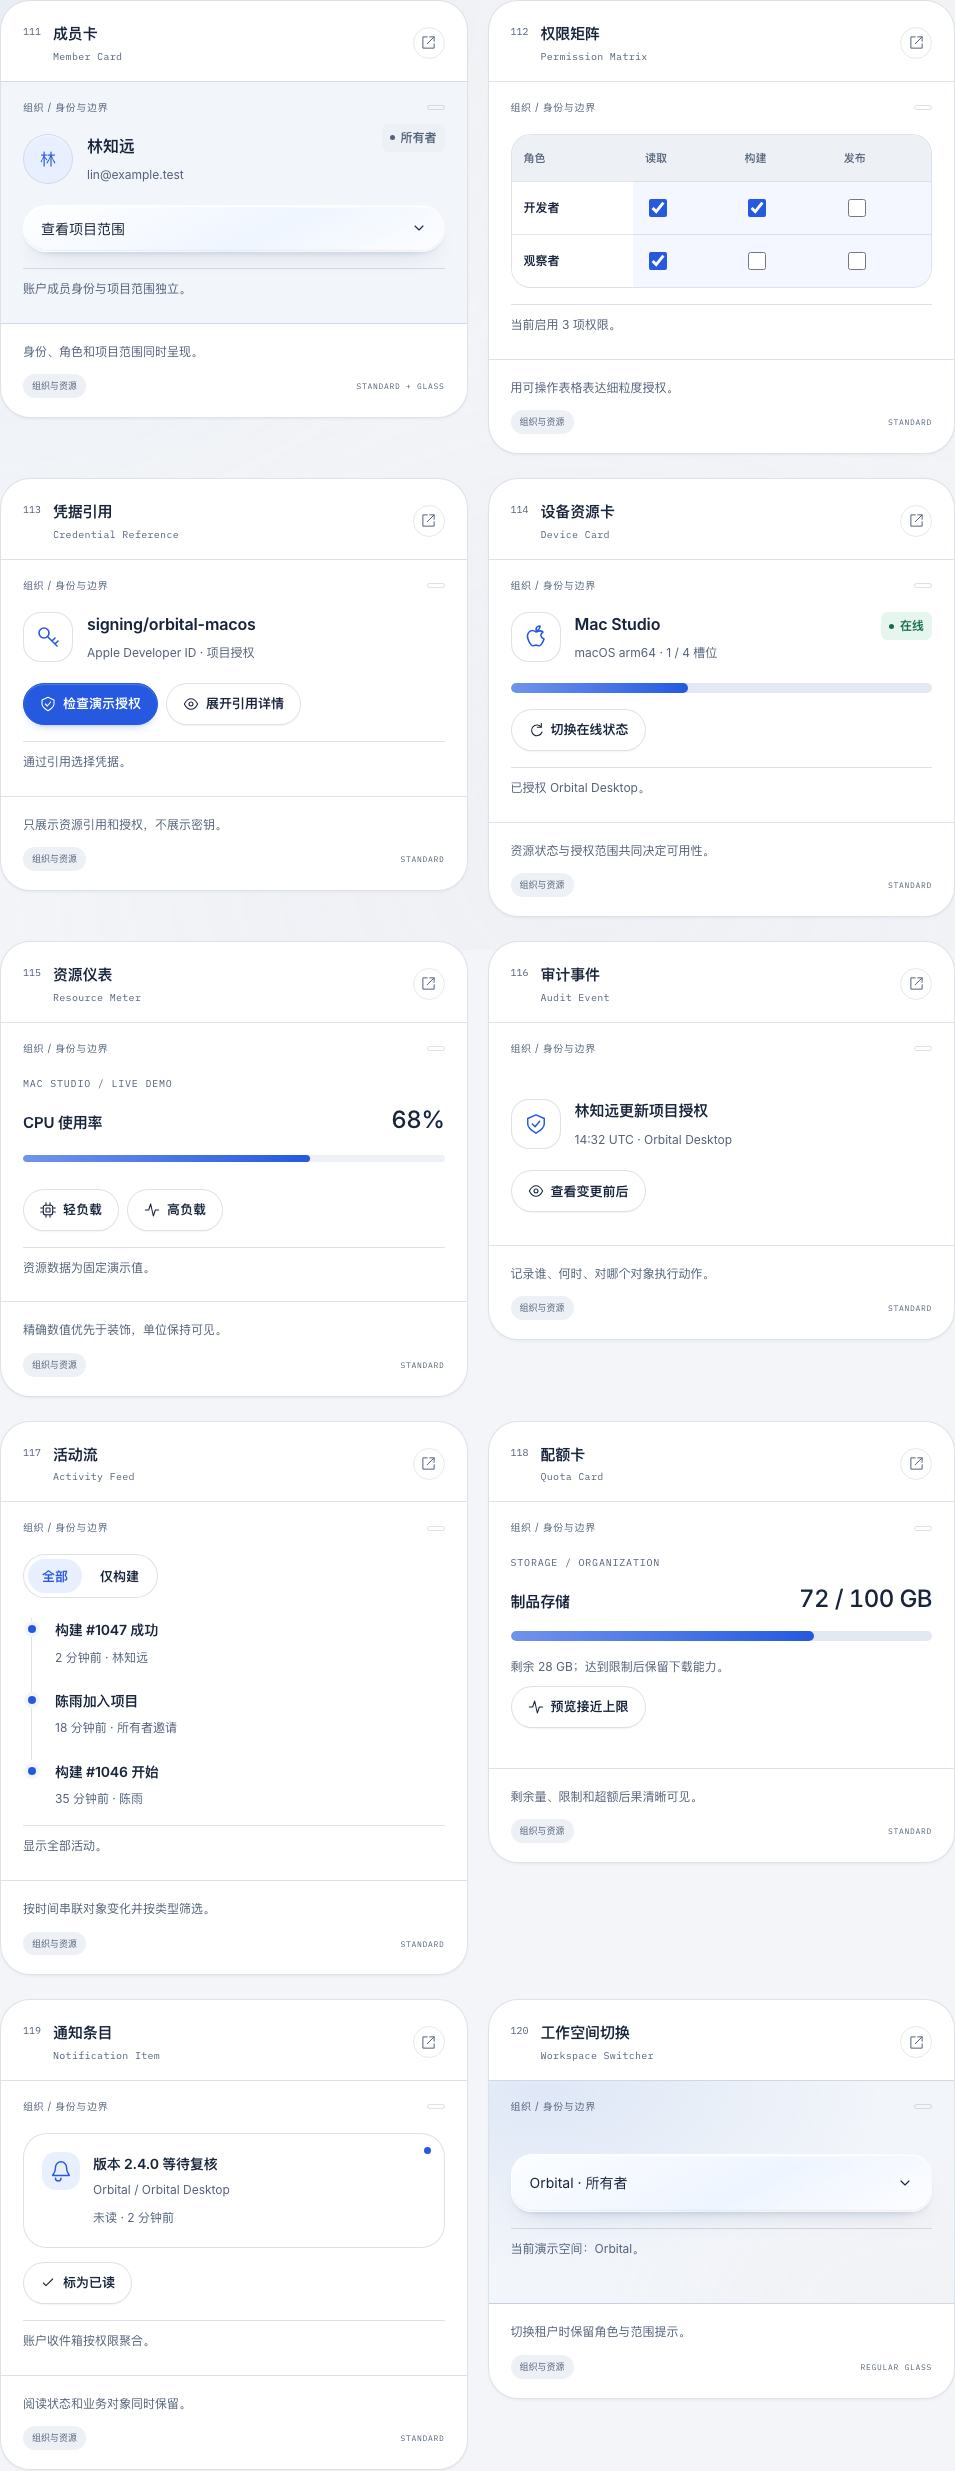 111 成员卡
Member Card
组织 / 身份与边界
林
林知远
lin@example.test
所有者
查看项目范围
账户成员身份与项目范围独立。
身份、角色和项目范围同时呈现。
组织与资源
STANDARD + GLASS
112 权限矩阵
Permission Matrix
组织 / 身份与边界
角色 读取 构建 发布
开发者
观察者
当前启用 3 项权限。
用可操作表格表达细粒度授权。
组织与资源
STANDARD
113 凭据引用
Credential Reference
组织 / 身份与边界
signing/orbital-macos
Apple Developer ID · 项目授权
检查演示授权
展开引用详情
通过引用选择凭据。
只展示资源引用和授权，不展示密钥。
组织与资源
STANDARD
114 设备资源卡
Device Card
组织 / 身份与边界
Mac Studio
macOS arm64 · 1 / 4 槽位
在线
切换在线状态
已授权 Orbital Desktop。
资源状态与授权范围共同决定可用性。
组织与资源
STANDARD
115 资源仪表
Resource Meter
组织 / 身份与边界
MAC STUDIO / LIVE DEMO
CPU 使用率
68%
轻负载
高负载
资源数据为固定演示值。
精确数值优先于装饰，单位保持可见。
组织与资源
STANDARD
116 审计事件
Audit Event
组织 / 身份与边界
林知远更新项目授权
14:32 UTC · Orbital Desktop
查看变更前后
记录谁、何时、对哪个对象执行动作。
组织与资源
STANDARD
117 活动流
Activity Feed
组织 / 身份与边界
全部
仅构建
构建 #1047 成功
2 分钟前 · 林知远
陈雨加入项目
18 分钟前 · 所有者邀请
构建 #1046 开始
35 分钟前 · 陈雨
显示全部活动。
按时间串联对象变化并按类型筛选。
组织与资源
STANDARD
118 配额卡
Quota Card
组织 / 身份与边界
STORAGE / ORGANIZATION
制品存储
72 / 100 GB
剩余 28 GB；达到限制后保留下载能力。
预览接近上限
剩余量、限制和超额后果清晰可见。
组织与资源
STANDARD
119 通知条目
Notification Item
组织 / 身份与边界
版本 2.4.0 等待复核
Orbital / Orbital Desktop
未读 · 2 分钟前
标为已读
账户收件箱按权限聚合。
阅读状态和业务对象同时保留。
组织与资源
STANDARD
120 工作空间切换
Workspace Switcher
组织 / 身份与边界
Orbital · 所有者
当前演示空间：Orbital。
切换租户时保留角色与范围提示。
组织与资源
REGULAR GLASS